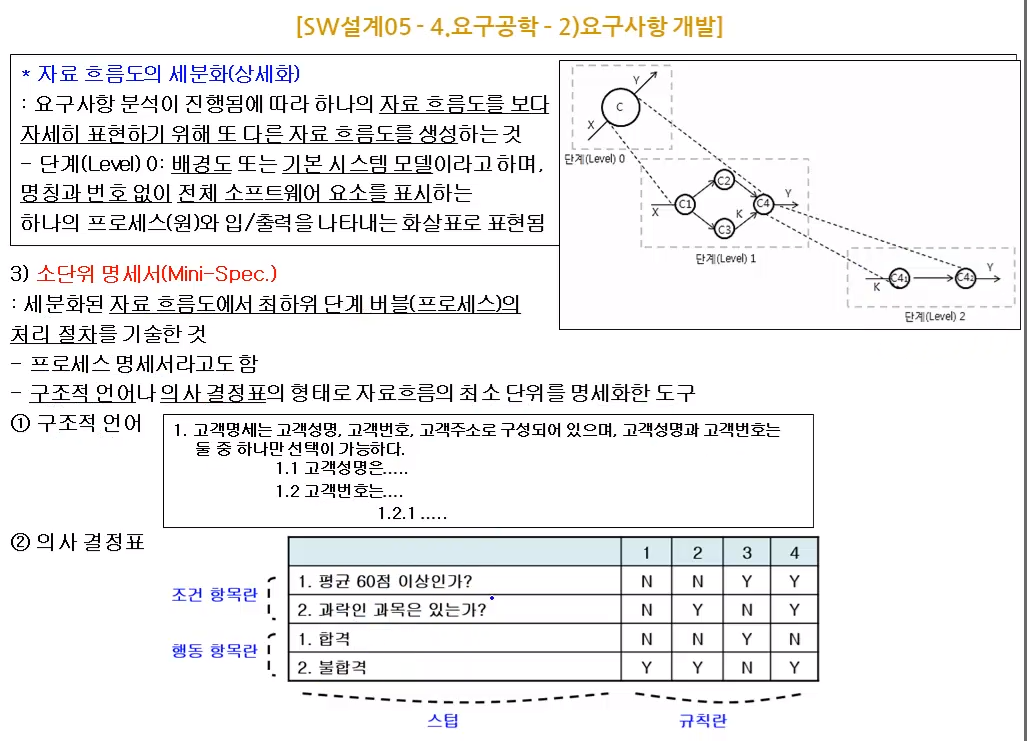 [SW설계05 - 4.요구공학 - 2)요구사항 개발]
* 자료 흐름도의 세분화(상세화)
: 요구사항 분석이 진행됨에 따라 하나의 자료 흐름도를 보다
자세히 표현하기 위해 또 다른 자료 흐름도를 생성하는 것
- 단계(Level) 0: 배경도 또는 기본 시스템 모델이라고 하며,
명칭과 번호 없이 전체 소프트웨어 요소를 표시하는
하나의 프로세스(원)와 입/출력을 나타내는 화살표로 표현됨
Y
C
X
단계(Level) 0
C2
C1
X
K
C4
Y
C3
단계(Level) 1
C4₁
C4₂
Y
K
단계(Level) 2
3) 소단위 명세서(Mini-Spec.)
: 세분화된 자료 흐름도에서 최하위 단계 버블(프로세스)의
처리 절차를 기술한 것
- 프로세스 명세서라고도 함
- 구조적 언어나 의사 결정표의 형태로 자료흐름의 최소 단위를 명세화한 도구
① 구조적 언어
1. 고객명세는 고객성명, 고객번호, 고객주소로 구성되어 있으며, 고객성명과 고객번호는
둘 중 하나만 선택이 가능하다.
1.1 고객성명은.....
1.2 고객번호는....
1.2.1 .....
② 의사 결정표
1 2 3 4
조건 항목란
1. 평균 60점 이상인가? N N Y Y
2. 과락인 과목은 있는가? N Y N Y
행동 항목란
1. 합격 N N Y N
2. 불합격 Y Y N Y
스텁
규칙란